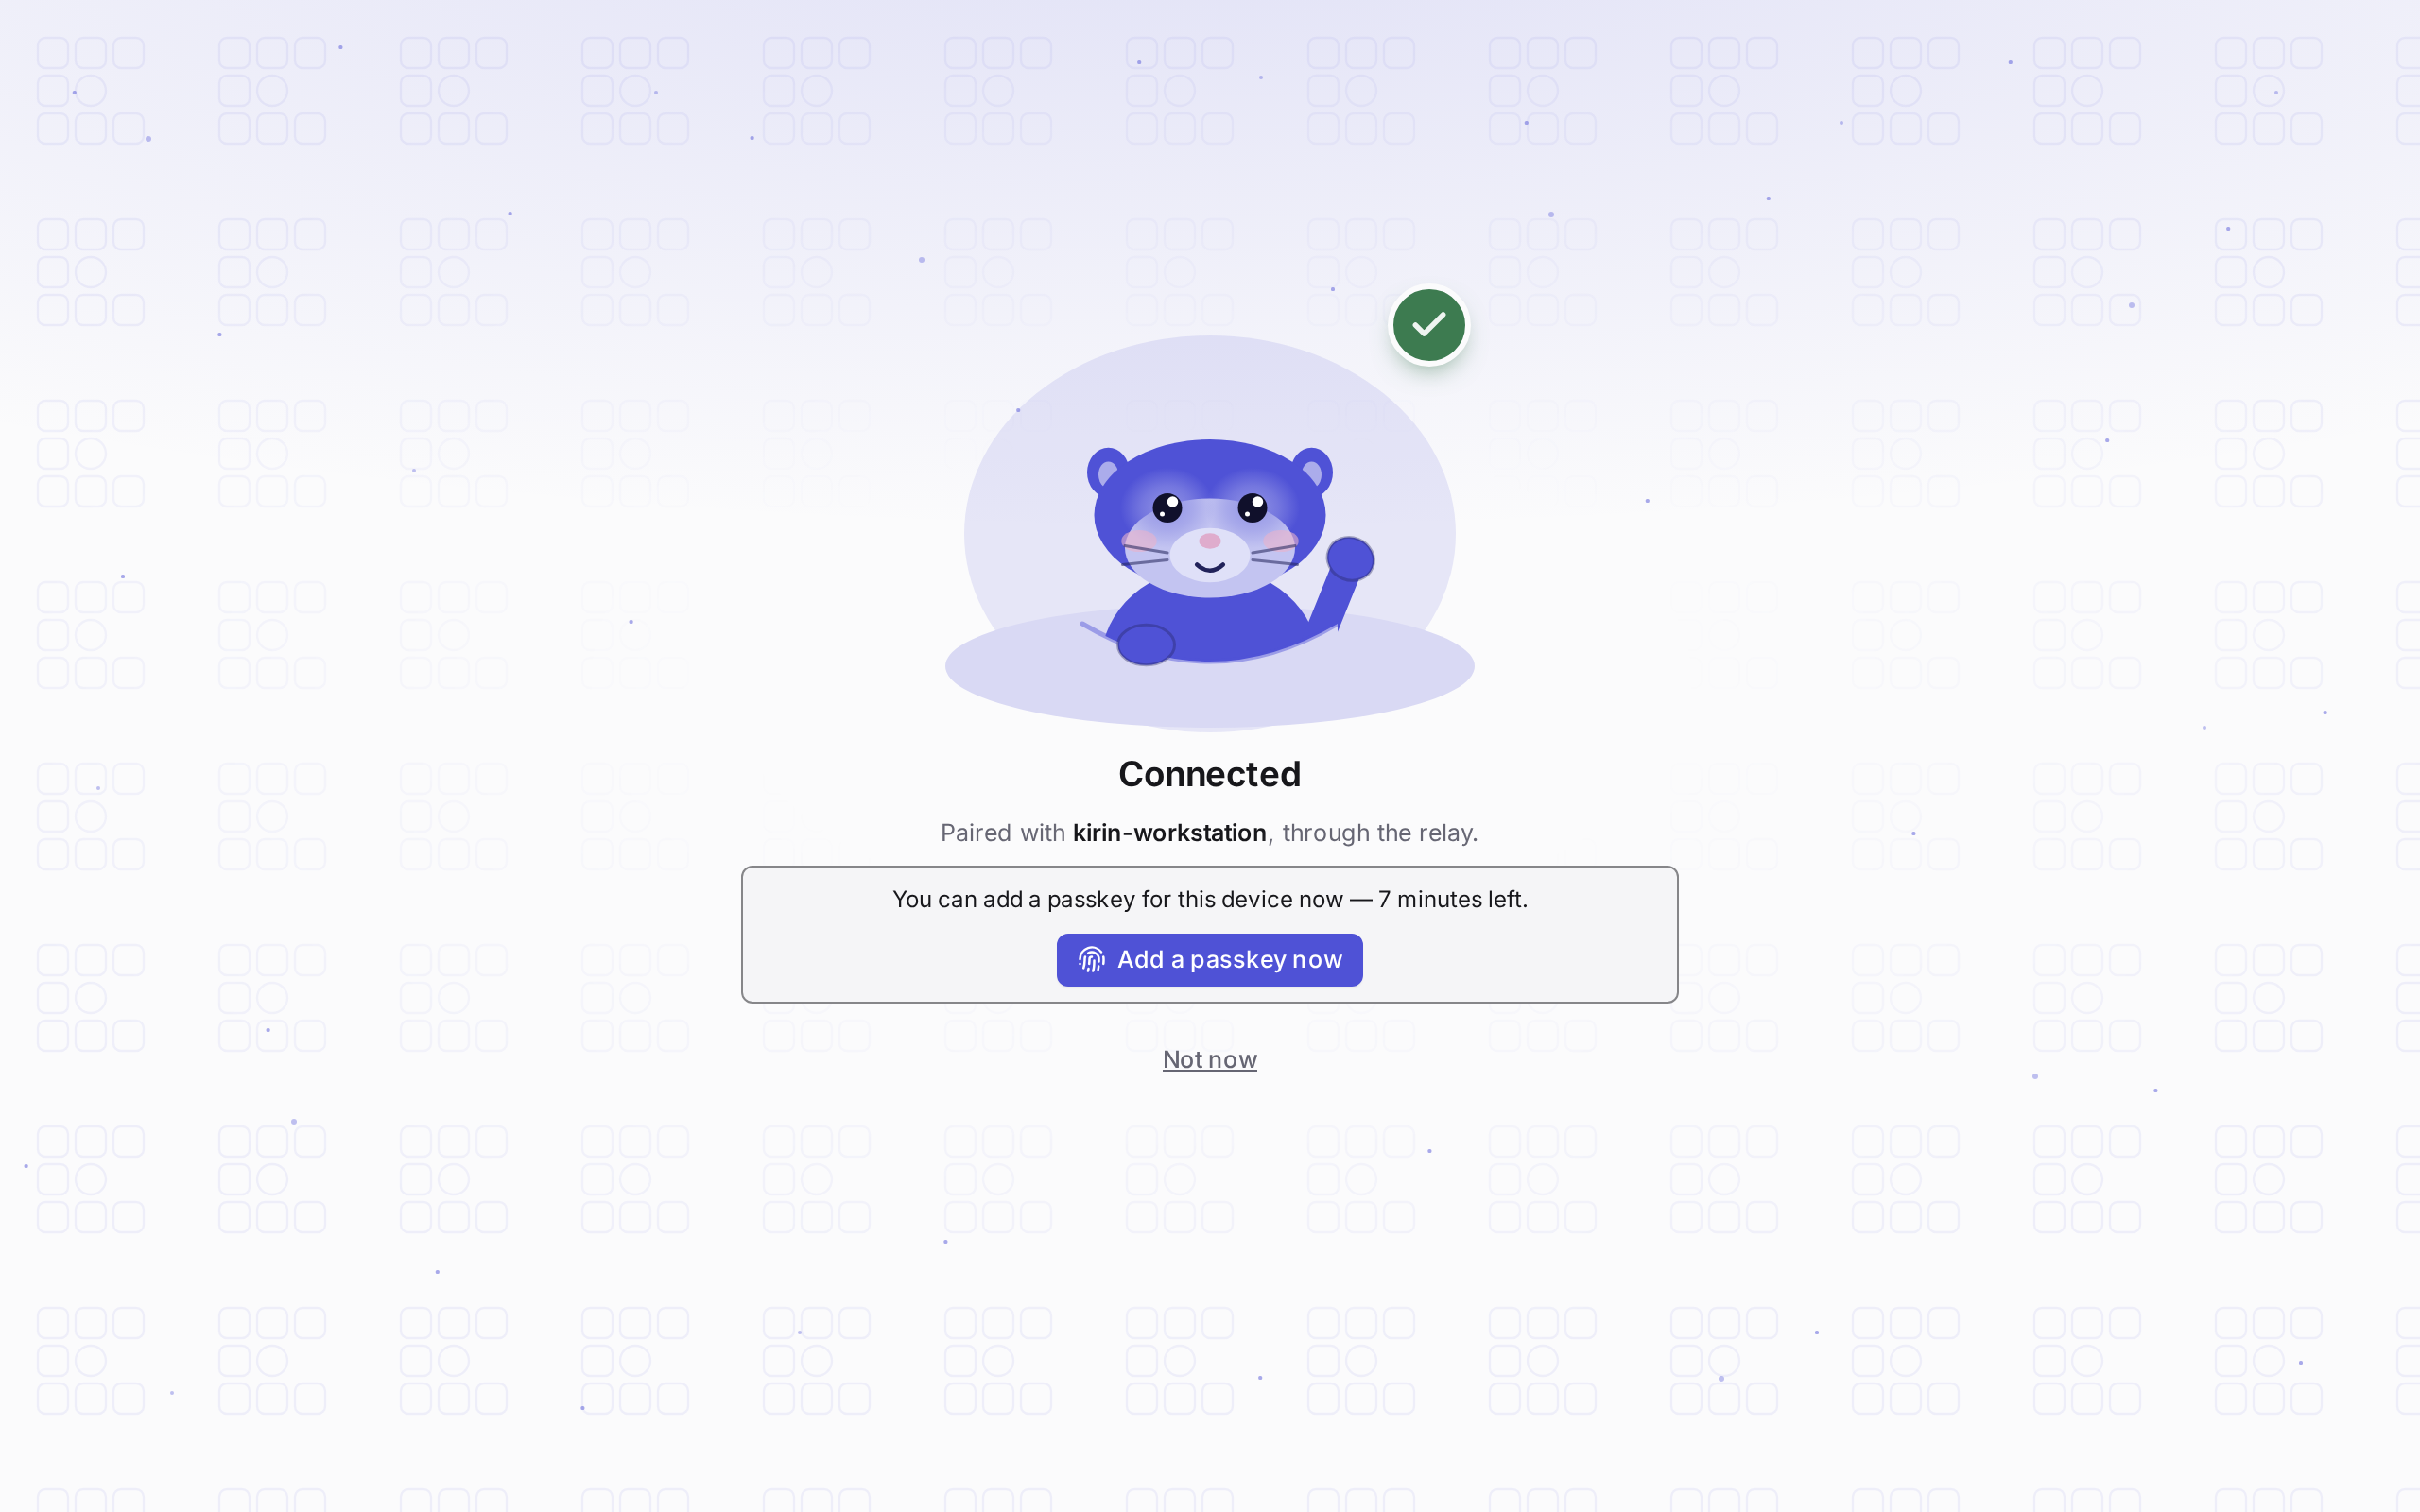 Connected
Paired with kirin-workstation, through the relay.
You can add a passkey for this device now — 7 minutes left.
Add a passkey now
Not now